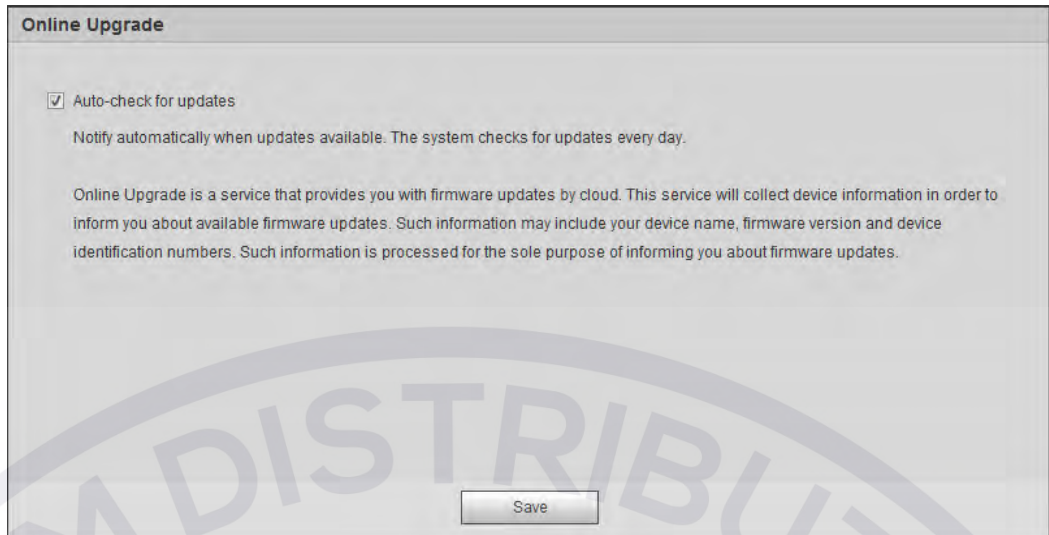 Online Upgrade
Auto-check for updates
Notify automatically when updates available. The system checks for updates every day.
Online Upgrade is a service that provides you with firmware updates by cloud. This service will collect device information in order to
inform you about available firmware updates. Such information may include your device name, firmware version and device
identification numbers. Such information is processed for the sole purpose of informing you about firmware updates.
Save